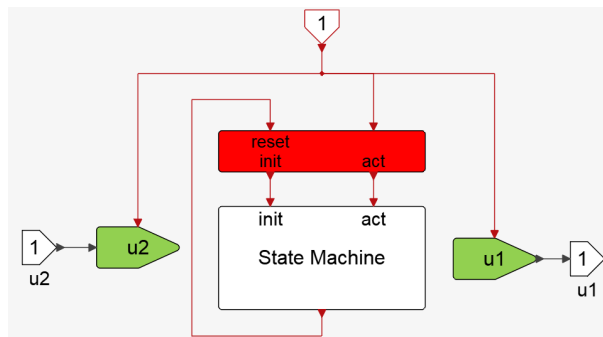 1
reset
init act
init act
State Machine
1
u2
u2
u1
1
u1